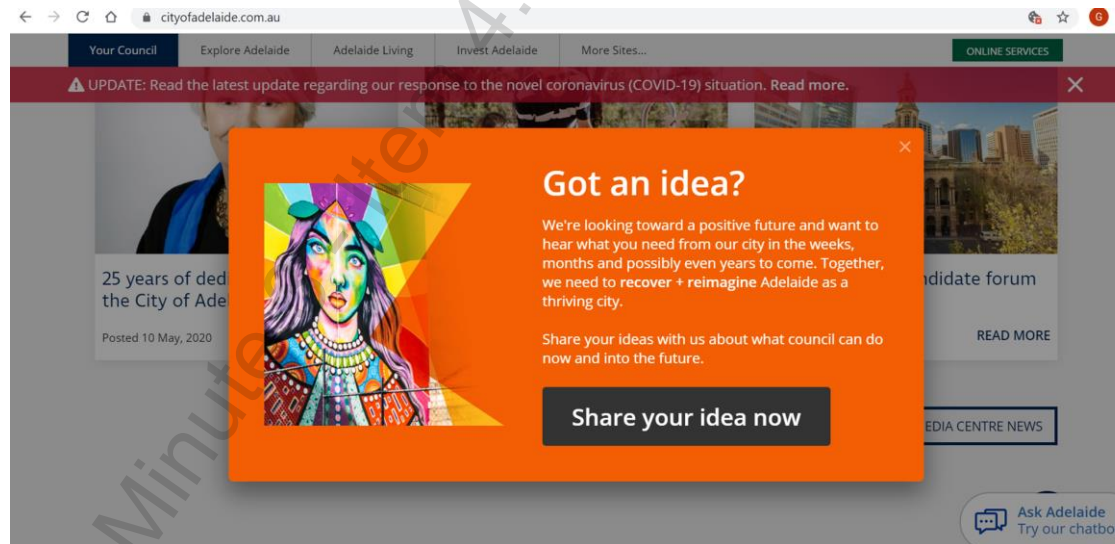 cityofadelaide.com.au
G
Your Council
Explore Adelaide
Adelaide Living
Invest Adelaide
More Sites...
ONLINE SERVICES
UPDATE: Read the latest update regarding our response to the novel coronavirus (COVID-19) situation. Read more.
Got an idea?
We're looking toward a positive future and want to
hear what you need from our city in the weeks,
months and possibly even years to come. Together,
we need to recover + reimagine Adelaide as a
thriving city.
Share your ideas with us about what council can do
now and into the future.
Share your idea now
25 years of
the City of
Posted 10 May, 2020
forum
READ MORE
CENTRE NEWS
Ask Adelaide
Try our